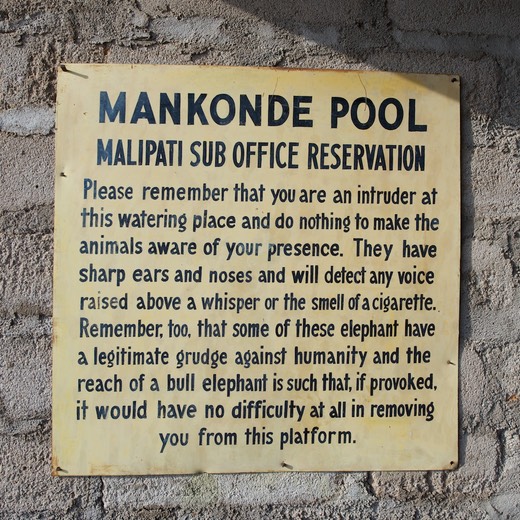 MANKONDE POOL
MALIPATI SUB OFFICE RESERVATION
Please remember that you are an intruder at
this watering place and do nothing to make the
animals aware of your presence. They have
sharp ears and noses and will detect any voice
raised above a whisper or the smell of a cigarette.
Remember, too, that some of these elephant have
a legitimate grudge against humanity and the
reach of a bull elephant is such that, if provoked,
it would have no difficulty at all in removing
you from this platform.